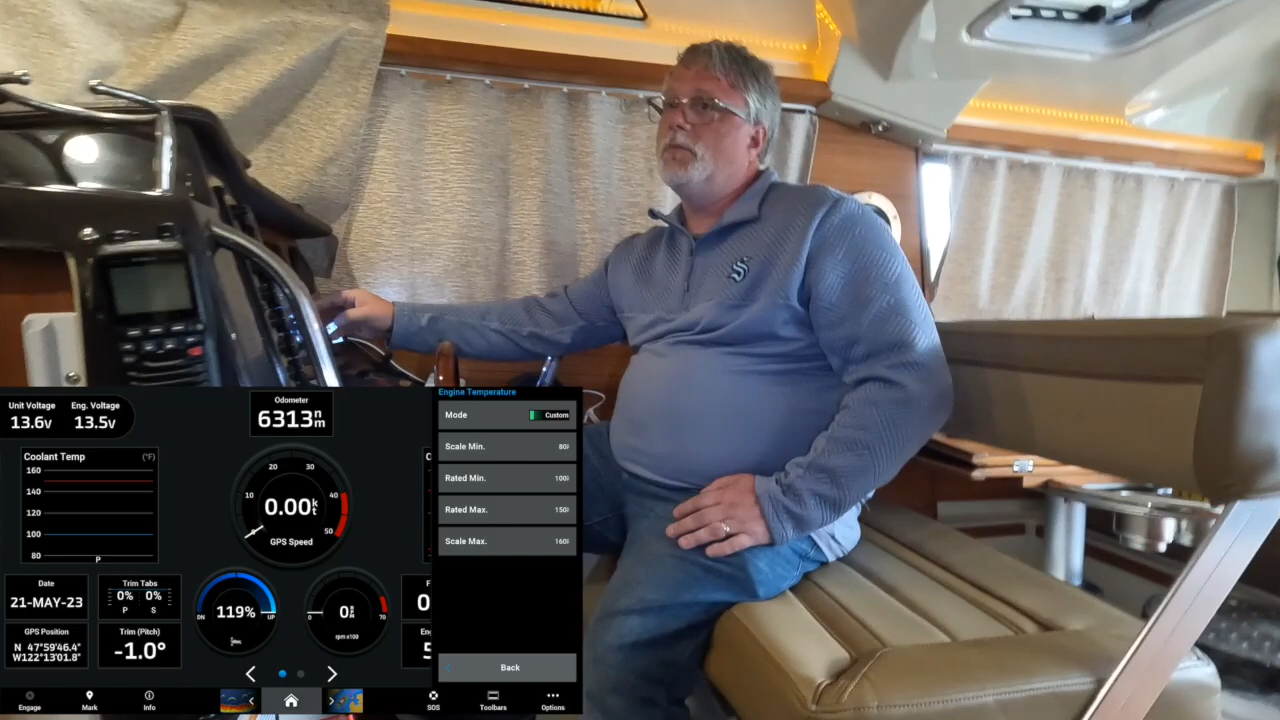 Unit Voltage
13.6v
Eng. Voltage
13.5v
Odometer
6313 n m
Coolant Temp (°F)
160
140
120
100
80
P
10
20
30
40
50
0.00
GPS Speed
Date
21-MAY-23
Trim Tabs
0% 0%
P S
GPS Position
N 47°59'46.4"
W122°13'01.8"
Trim (Pitch)
-1.0°
DN
119%
UP
0
0
70
rpm x100
F
0
Engine Temperature
Mode Custom
Scale Min. 80
Rated Min. 100
Rated Max. 150
Scale Max. 160
Back
Engage
Mark
Info
SOS
Toolbars
Options